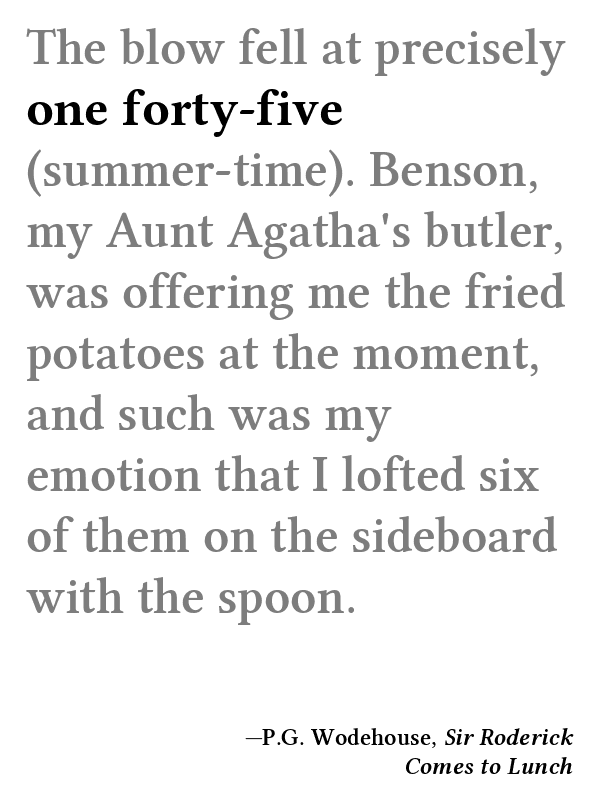 The blow fell at precisely
one forty-five
(summer-time). Benson,
my Aunt Agatha's butler,
was offering me the fried
potatoes at the moment,
and such was my
emotion that I lofted six
of them on the sideboard
with the spoon.
—P.G. Wodehouse, Sir Roderick
Comes to Lunch